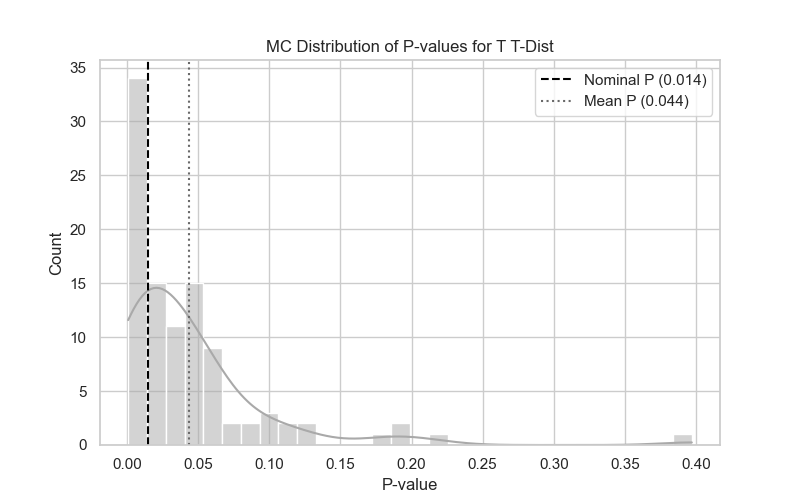 MC Distribution of P-values for T T-Dist
Nominal P (0.014)
Mean P (0.044)
Count
35
30
25
20
15
10
5
0
0.00 0.05 0.10 0.15 0.20 0.25 0.30 0.35 0.40
P-value